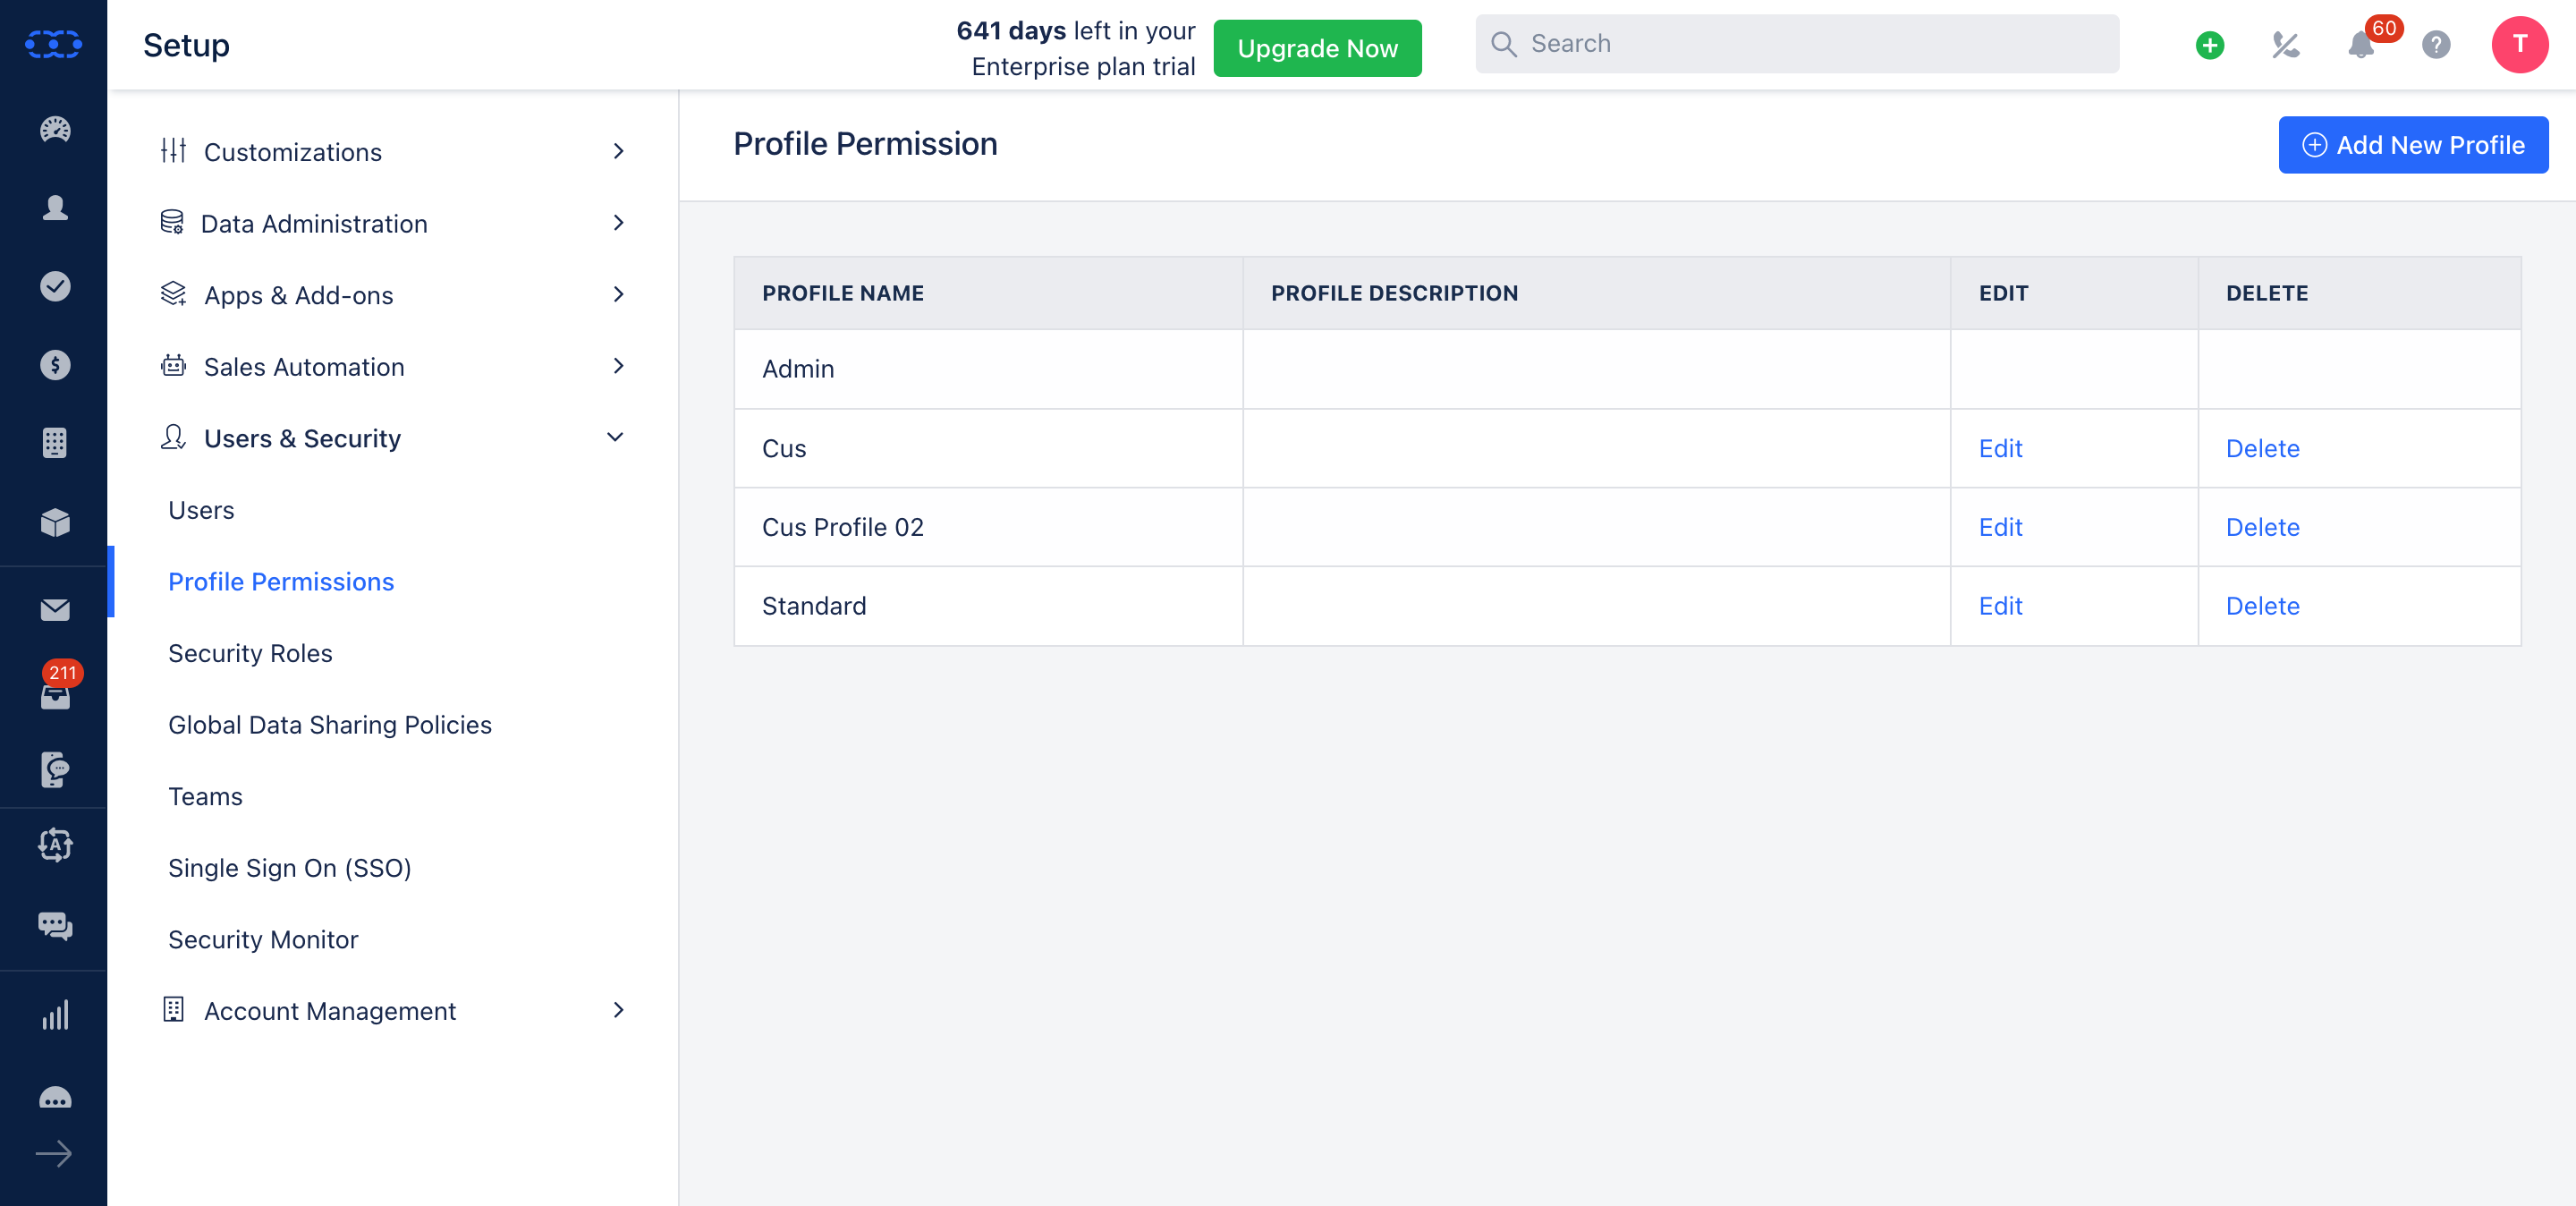 Setup
641 days left in your
Enterprise plan trial
Upgrade Now
Search
60
?
T
Customizations
Data Administration
Apps & Add-ons
Sales Automation
Users & Security
Users
Profile Permissions
Security Roles
Global Data Sharing Policies
Teams
Single Sign On (SSO)
Security Monitor
Account Management
$
211
A
Profile Permission
Add New Profile
PROFILE NAME PROFILE DESCRIPTION EDIT DELETE
Admin
Cus Edit Delete
Cus Profile 02 Edit Delete
Standard Edit Delete